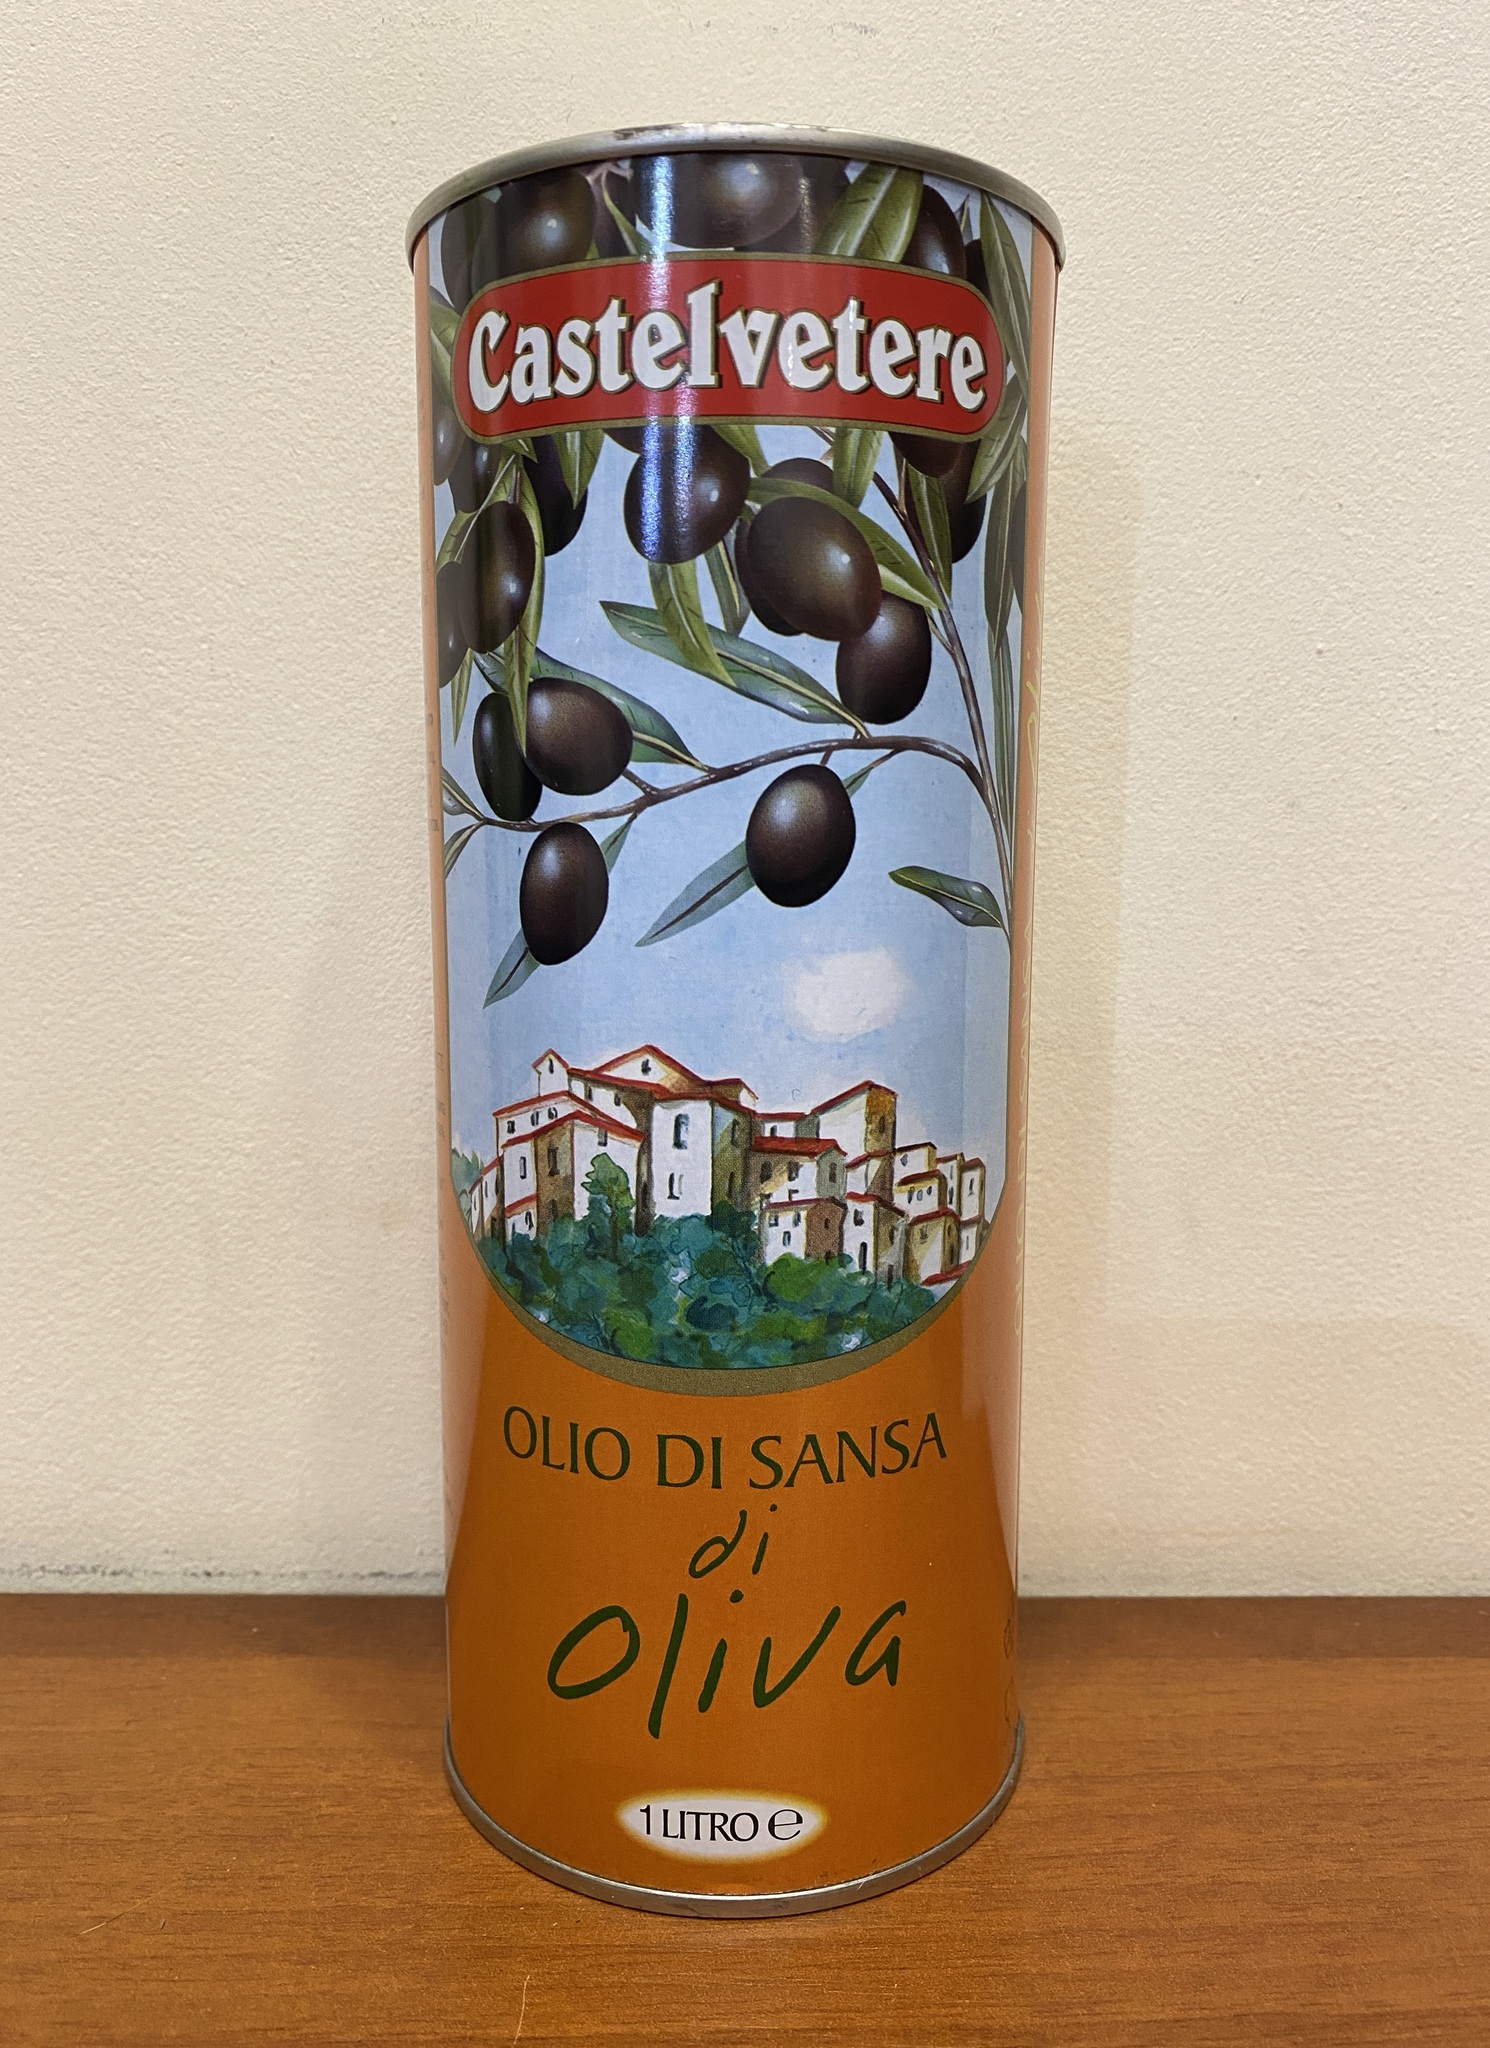 Castelvetere
OLIO DI SANSA
di
oliva
1 LITRO ℮